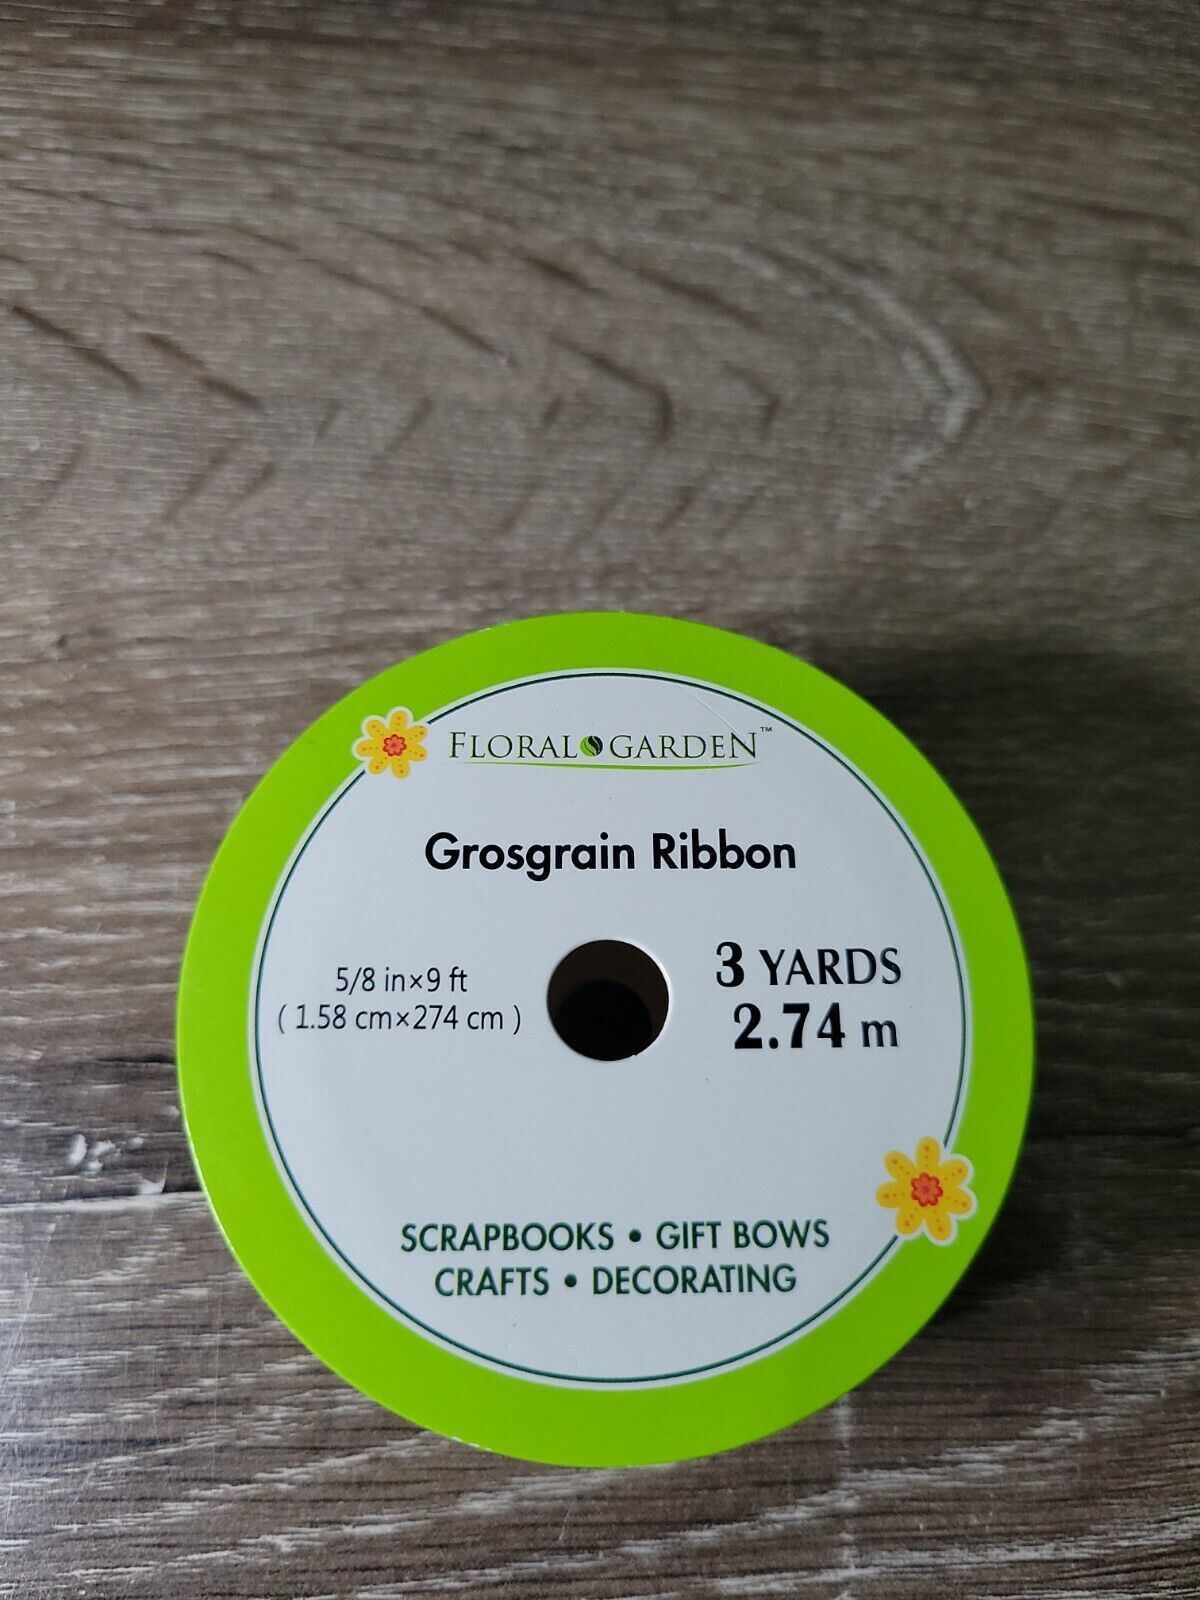 FLORAL GARDEN™
Grosgrain Ribbon
5/8 in×9 ft
( 1.58 cm×274 cm )
3 YARDS
2.74 m
SCRAPBOOKS • GIFT BOWS
CRAFTS • DECORATING